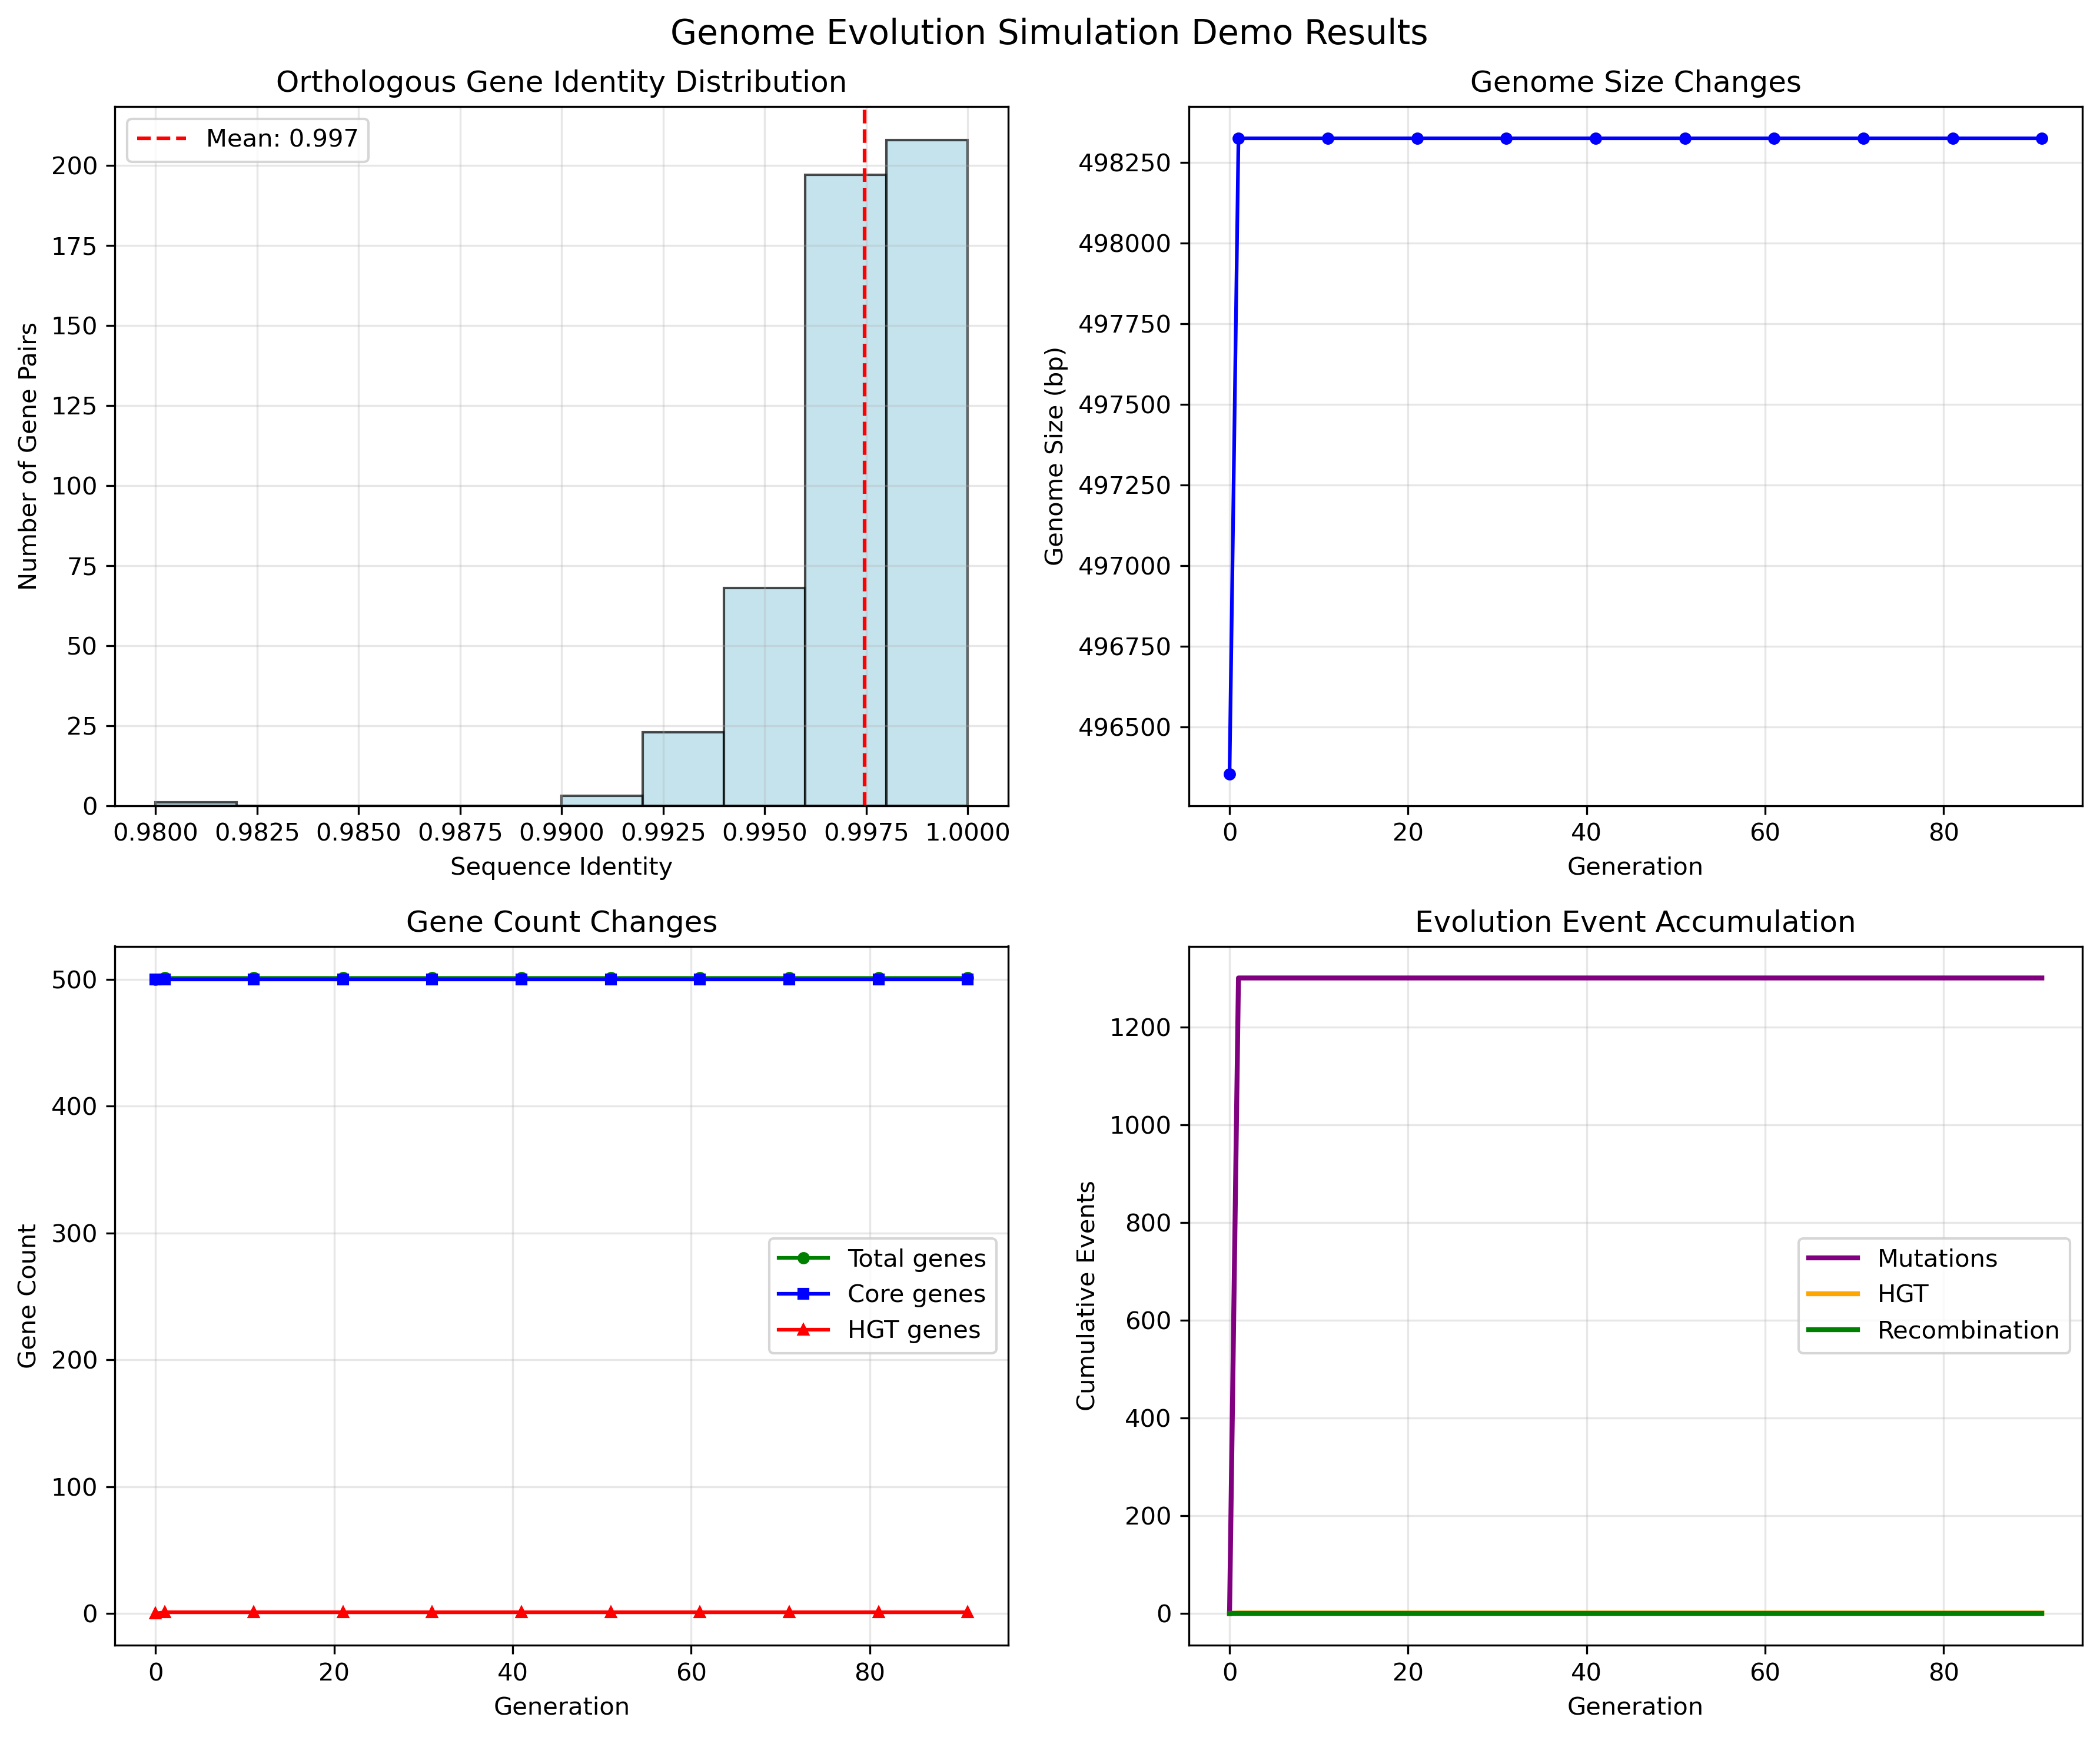 Genome Evolution Simulation Demo Results
Orthologous Gene Identity Distribution
Mean: 0.997
200
175
150
125
100
75
50
25
0
Number of Gene Pairs
0.9800 0.9825 0.9850 0.9875 0.9900 0.9925 0.9950 0.9975 1.0000
Sequence Identity
Genome Size Changes
498250
498000
497750
497500
497250
497000
496750
496500
Genome Size (bp)
0 20 40 60 80
Generation
Gene Count Changes
500
400
300
200
100
0
Gene Count
Total genes
Core genes
HGT genes
0 20 40 60 80
Generation
Evolution Event Accumulation
1200
1000
800
600
400
200
0
Cumulative Events
Mutations
HGT
Recombination
0 20 40 60 80
Generation